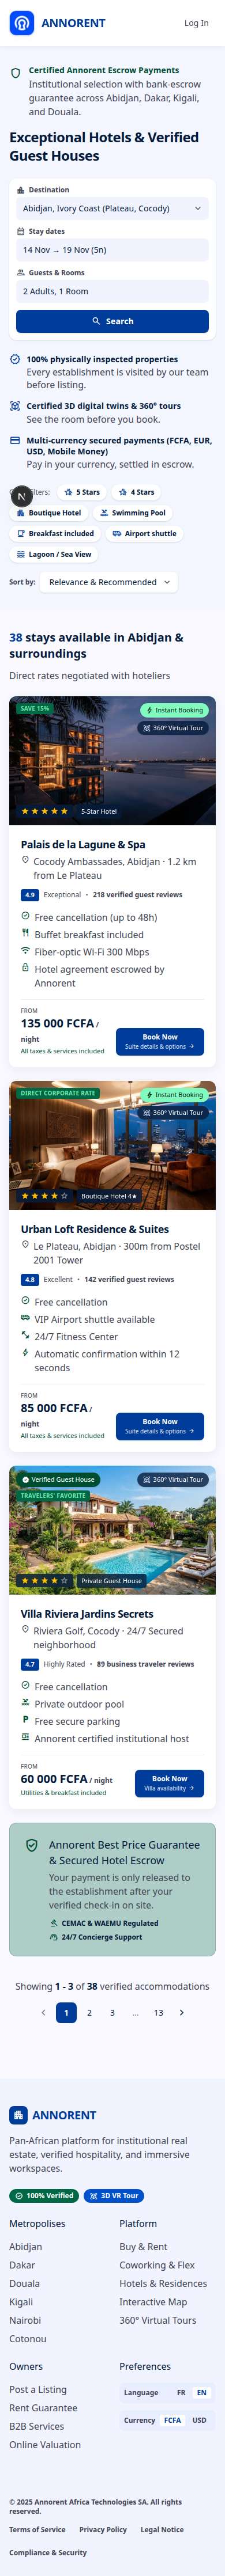 ANNORENT
Log In
Certified Annorent Escrow Payments
Institutional selection with bank-escrow
guarantee across Abidjan, Dakar, Kigali,
and Douala.
Exceptional Hotels & Verified
Guest Houses
Destination
Abidjan, Ivory Coast (Plateau, Cocody)
Stay dates
14 Nov → 19 Nov (5n)
Guests & Rooms
2 Adults, 1 Room
Search
100% physically inspected properties
Every establishment is visited by our team
before listing.
Certified 3D digital twins & 360° tours
See the room before you book.
Multi-currency secured payments (FCFA, EUR,
USD, Mobile Money)
Pay in your currency, settled in escrow.
filters:
5 Stars
4 Stars
N
Boutique Hotel
Swimming Pool
Breakfast included
Airport shuttle
Lagoon / Sea View
Sort by:
Relevance & Recommended
38 stays available in Abidjan &
surroundings
Direct rates negotiated with hoteliers
SAVE 15%
Instant Booking
360° Virtual Tour
5-Star Hotel
Palais de la Lagune & Spa
Cocody Ambassades, Abidjan · 1.2 km
from Le Plateau
4.9 Exceptional • 218 verified guest reviews
Free cancellation (up to 48h)
Buffet breakfast included
Fiber-optic Wi-Fi 300 Mbps
Hotel agreement escrowed by
Annorent
FROM
135 000 FCFA /
night
All taxes & services included
Book Now
Suite details & options →
DIRECT CORPORATE RATE
Instant Booking
360° Virtual Tour
Boutique Hotel 4★
Urban Loft Residence & Suites
Le Plateau, Abidjan · 300m from Postel
2001 Tower
4.8 Excellent • 142 verified guest reviews
Free cancellation
VIP Airport shuttle available
24/7 Fitness Center
Automatic confirmation within 12
seconds
FROM
85 000 FCFA /
night
All taxes & services included
Book Now
Suite details & options →
Verified Guest House
360° Virtual Tour
TRAVELERS' FAVORITE
Private Guest House
Villa Riviera Jardins Secrets
Riviera Golf, Cocody · 24/7 Secured
neighborhood
4.7 Highly Rated • 89 business traveler reviews
Free cancellation
Private outdoor pool
Free secure parking
Annorent certified institutional host
FROM
60 000 FCFA / night
Utilities & breakfast included
Book Now
Villa availability →
Annorent Best Price Guarantee
& Secured Hotel Escrow
Your payment is only released to
the establishment after your
verified check-in on site.
CEMAC & WAEMU Regulated
24/7 Concierge Support
Showing 1 - 3 of 38 verified accommodations
1 2 3 ... 13
ANNORENT
Pan-African platform for institutional real
estate, verified hospitality, and immersive
workspaces.
100% Verified
3D VR Tour
Metropolises
Abidjan
Dakar
Douala
Kigali
Nairobi
Cotonou
Platform
Buy & Rent
Coworking & Flex
Hotels & Residences
Interactive Map
360° Virtual Tours
Owners
Post a Listing
Rent Guarantee
B2B Services
Online Valuation
Preferences
Language FR EN
Currency FCFA USD
© 2025 Annorent Africa Technologies SA. All rights
reserved.
Terms of Service
Privacy Policy
Legal Notice
Compliance & Security